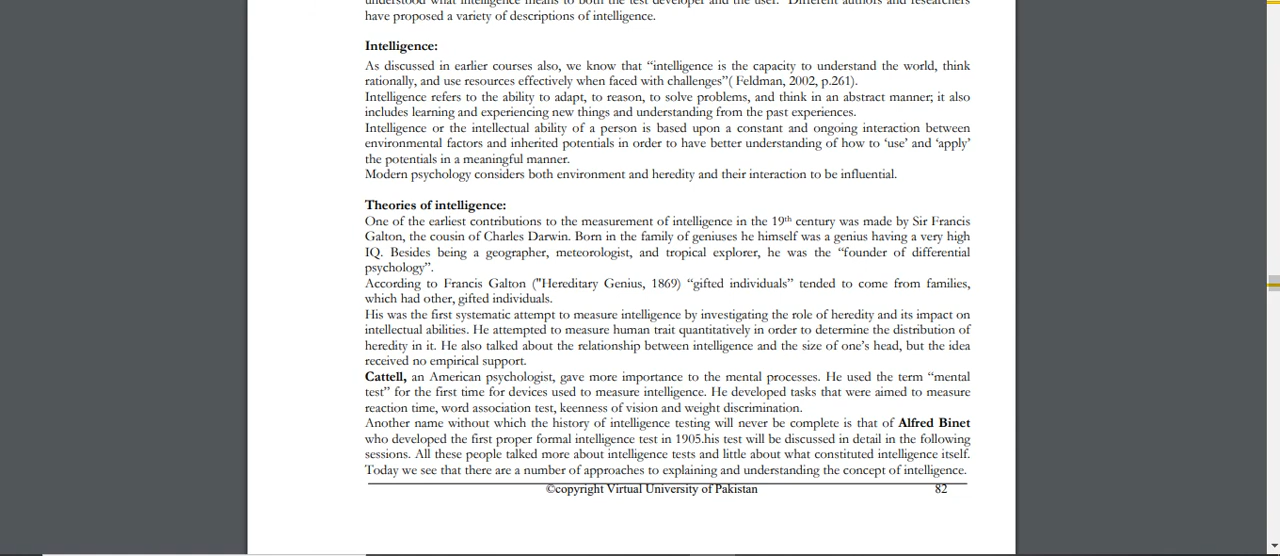 understood what intelligence means to both the test developer and the user. Different authors and researchers
have proposed a variety of descriptions of intelligence.
Intelligence:
As discussed in earlier courses also, we know that “intelligence is the capacity to understand the world, think
rationally, and use resources effectively when faced with challenges”( Feldman, 2002, p.261).
Intelligence refers to the ability to adapt, to reason, to solve problems, and think in an abstract manner; it also
includes learning and experiencing new things and understanding from the past experiences.
Intelligence or the intellectual ability of a person is based upon a constant and ongoing interaction between
environmental factors and inherited potentials in order to have better understanding of how to ‘use’ and ‘apply’
the potentials in a meaningful manner.
Modern psychology considers both environment and heredity and their interaction to be influential.
Theories of intelligence:
One of the earliest contributions to the measurement of intelligence in the 19th century was made by Sir Francis
Galton, the cousin of Charles Darwin. Born in the family of geniuses he himself was a genius having a very high
IQ. Besides being a geographer, meteorologist, and tropical explorer, he was the “founder of differential
psychology”.
According to Francis Galton ("Hereditary Genius, 1869) “gifted individuals” tended to come from families,
which had other, gifted individuals.
His was the first systematic attempt to measure intelligence by investigating the role of heredity and its impact on
intellectual abilities. He attempted to measure human trait quantitatively in order to determine the distribution of
heredity in it. He also talked about the relationship between intelligence and the size of one’s head, but the idea
received no empirical support.
Cattell, an American psychologist, gave more importance to the mental processes. He used the term “mental
test” for the first time for devices used to measure intelligence. He developed tasks that were aimed to measure
reaction time, word association test, keenness of vision and weight discrimination.
Another name without which the history of intelligence testing will never be complete is that of Alfred Binet
who developed the first proper formal intelligence test in 1905.his test will be discussed in detail in the following
sessions. All these people talked more about intelligence tests and little about what constituted intelligence itself.
Today we see that there are a number of approaches to explaining and understanding the concept of intelligence.
©copyright Virtual University of Pakistan 82